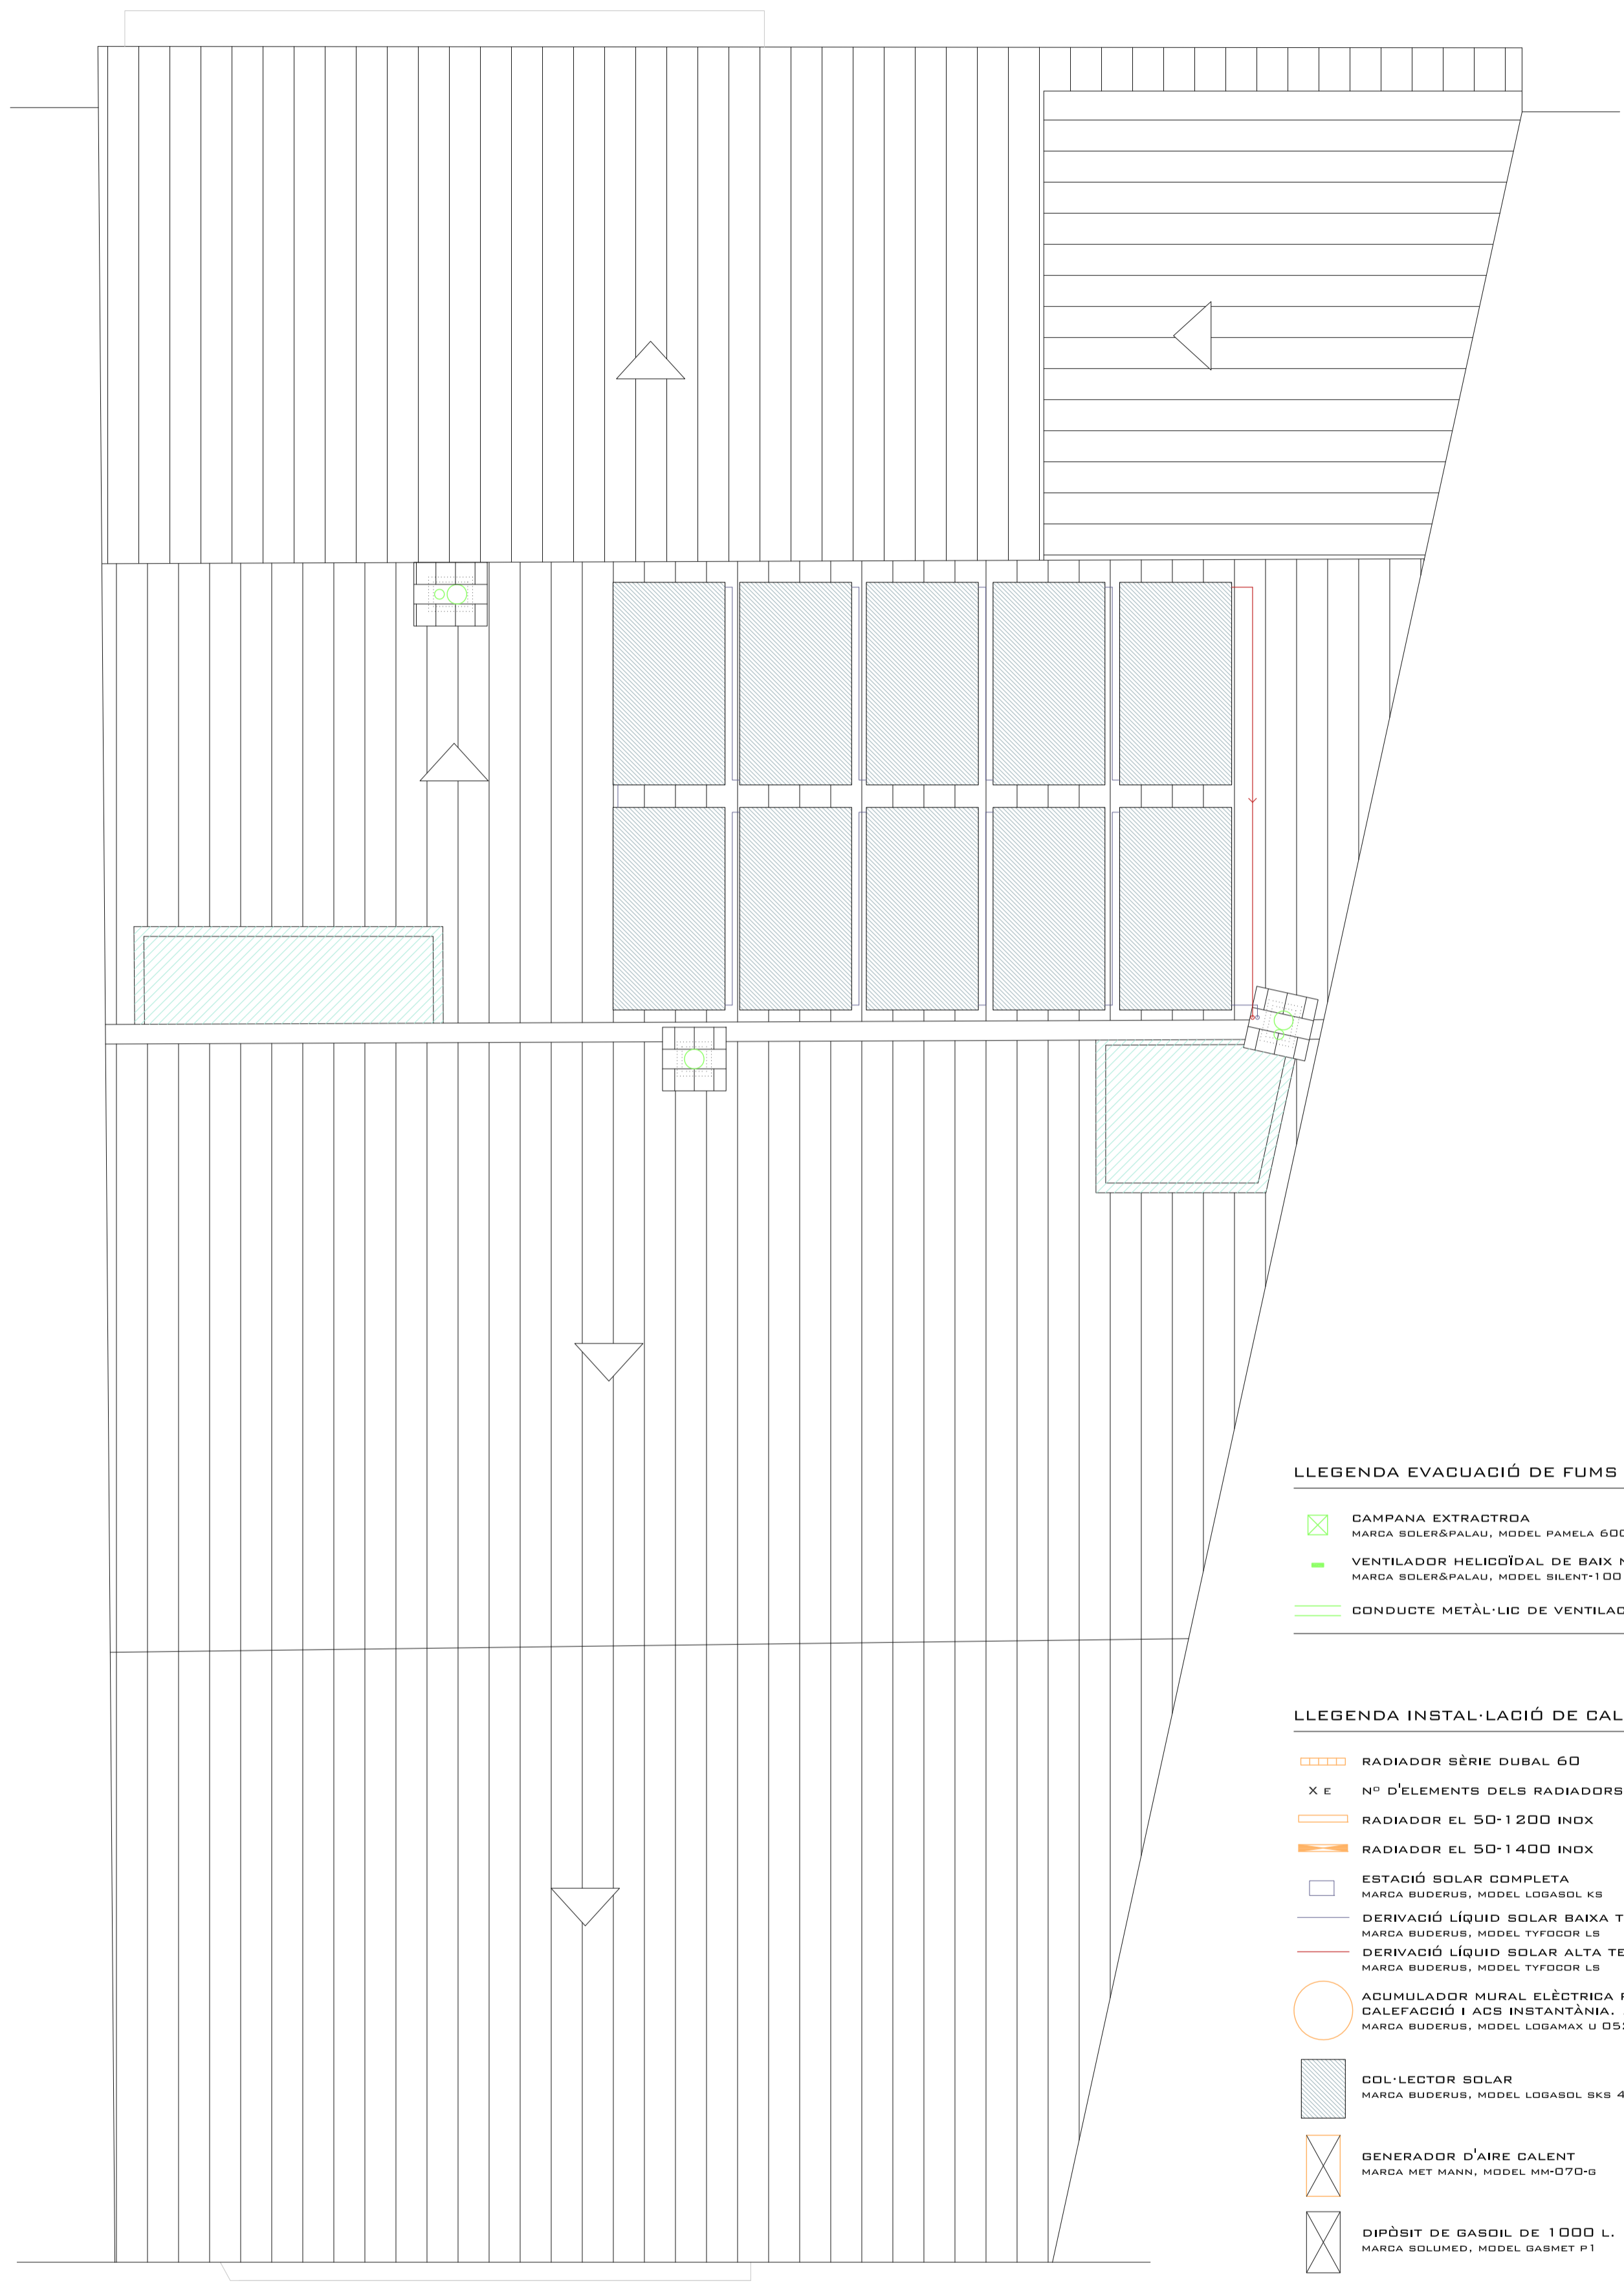 LLEGENDA EVACUACIÓ DE FUMS
CAMPANA EXTRACTROA
MARCA SOLER&PALAU, MODEL PAMELA 600
VENTILADOR HELICOÏDAL DE BAIX
MARCA SOLER&PALAU, MODEL SILENT-100
CONDUCTE METÀL·LIC DE
LLEGENDA INSTAL·LACIÓ DE
RADIADOR SÈRIE DUBAL 60
X E Nº D'ELEMENTS DELS RADIADORS
RADIADOR EL 50-1200 INOX
RADIADOR EL 50-1400 INOX
ESTACIÓ SOLAR COMPLETA
MARCA BUDERUS, MODEL LOGASOL KS
DERIVACIÓ LÍQUID SOLAR BAIXA
MARCA BUDERUS, MODEL TYFOCOR LS
DERIVACIÓ LÍQUID SOLAR ALTA
MARCA BUDERUS, MODEL TYFOCOR LS
ACUMULADOR MURAL ELÈCTRICA
CALEFACCIÓ I ACS INSTANTÀNIA.
MARCA BUDERUS, MODEL LOGAMAX U
COL·LECTOR SOLAR
MARCA BUDERUS, MODEL LOGASOL SKS
GENERADOR D'AIRE CALENT
MARCA MET MANN, MODEL MM-070-G
DIPÒSIT DE GASOIL DE 1000 L.
MARCA SOLUMED, MODEL GASMET P1